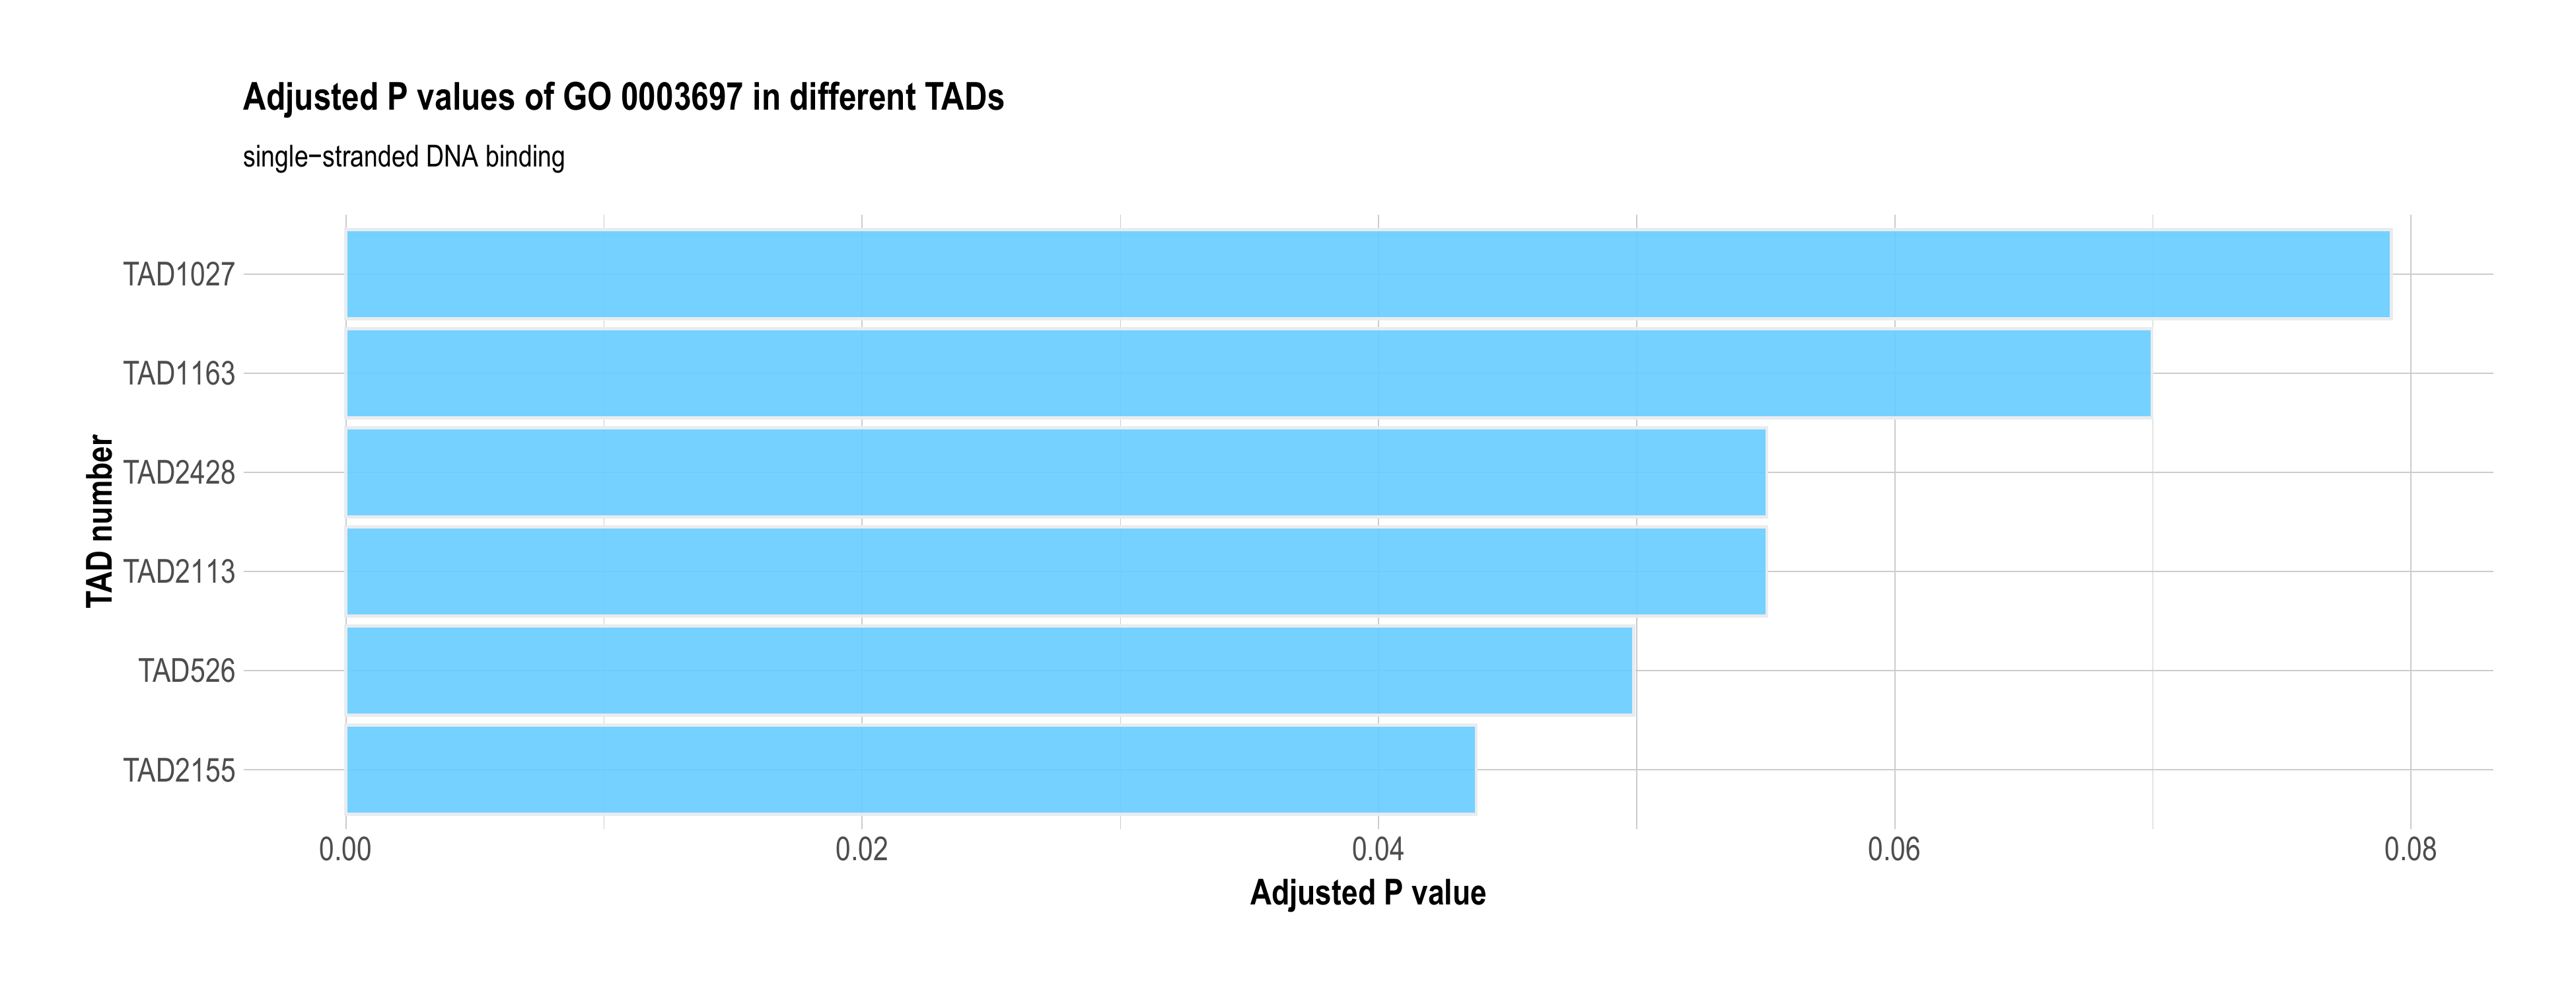 Adjusted P values of GO 0003697 in different TADs
single−stranded DNA binding
TAD number
TAD1027
TAD1163
TAD2428
TAD2113
TAD526
TAD2155
0.00 0.02 0.04 0.06 0.08
Adjusted P value